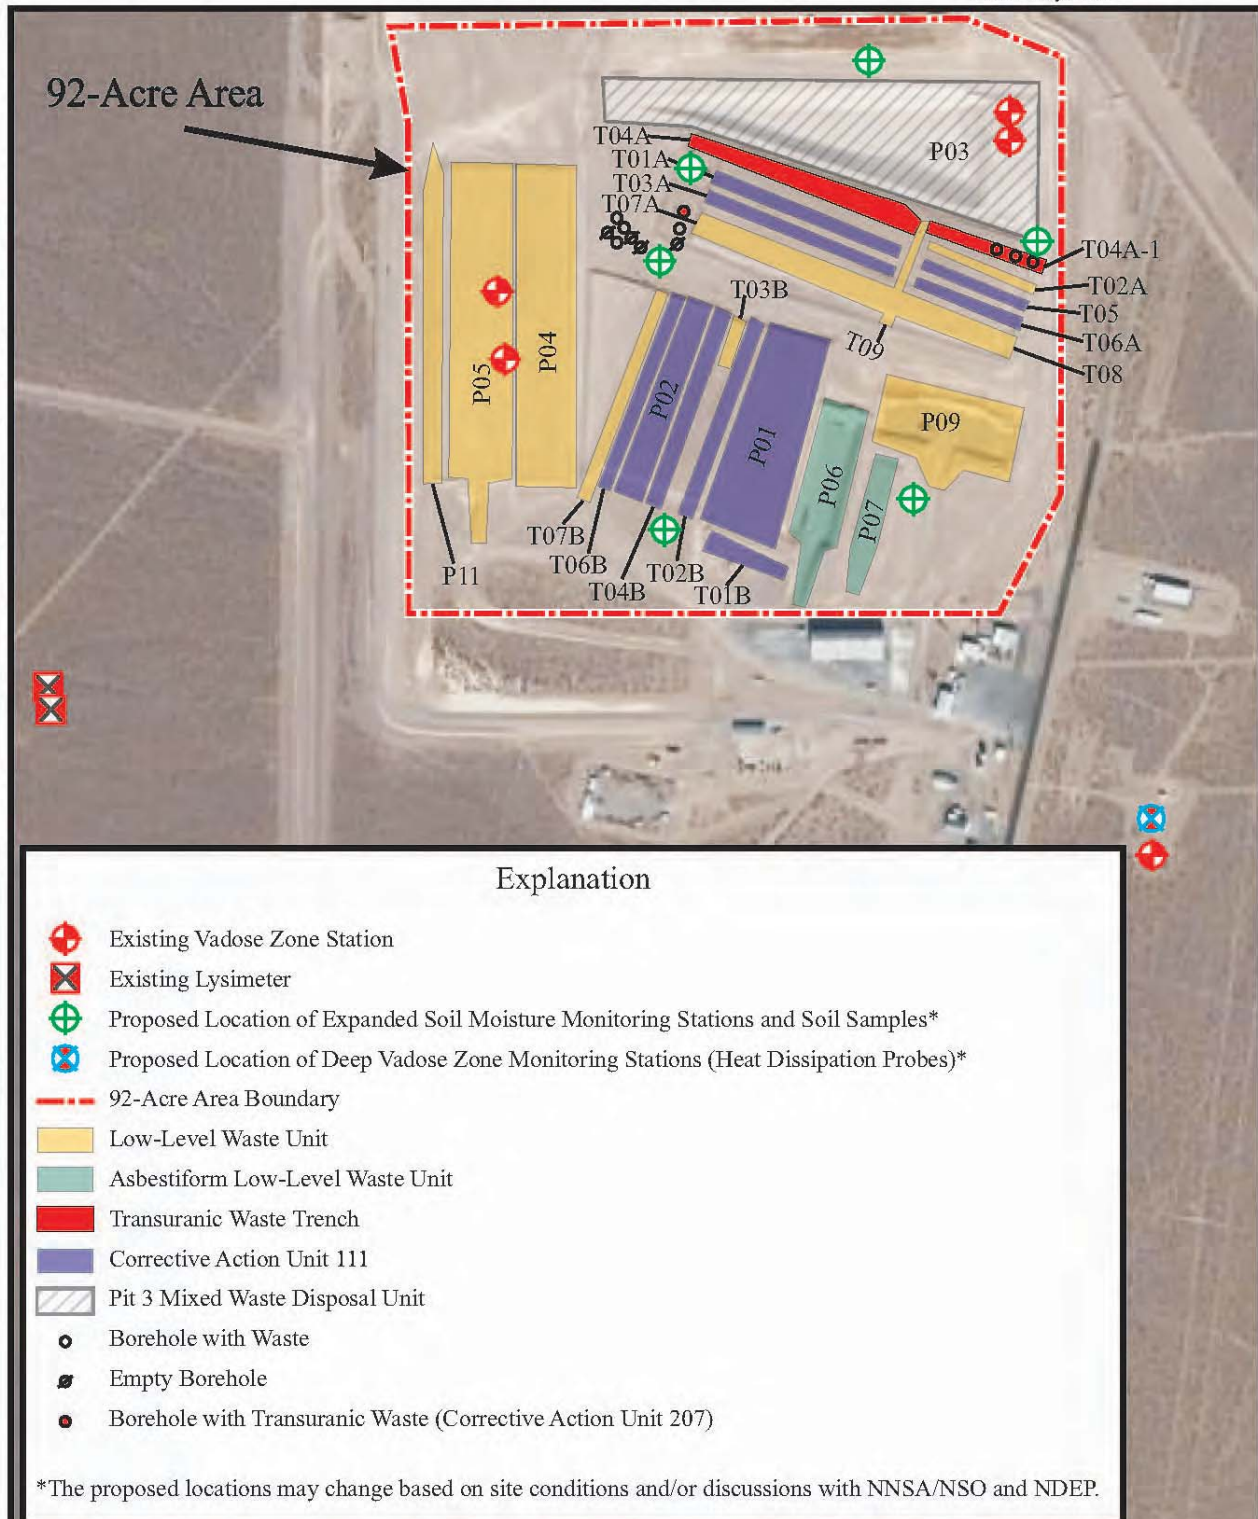 92-Acre Area
T04A
T01A
T03A
T07A
P03
T04A-1
T02A
T05
T06A
T08
T03B
T09
P05
P04
P02
P01
P09
P06
P07
P11
T07B
T06B
T04B
T02B
T01B
Explanation
Existing Vadose Zone Station
Existing Lysimeter
Proposed Location of Expanded Soil Moisture Monitoring Stations and Soil Samples*
Proposed Location of Deep Vadose Zone Monitoring Stations (Heat Dissipation Probes)*
92-Acre Area Boundary
Low-Level Waste Unit
Asbestiform Low-Level Waste Unit
Transuranic Waste Trench
Corrective Action Unit 111
Pit 3 Mixed Waste Disposal Unit
Borehole with Waste
Empty Borehole
Borehole with Transuranic Waste (Corrective Action Unit 207)
*The proposed locations may change based on site conditions and/or discussions with NNSA/NSO and NDEP.